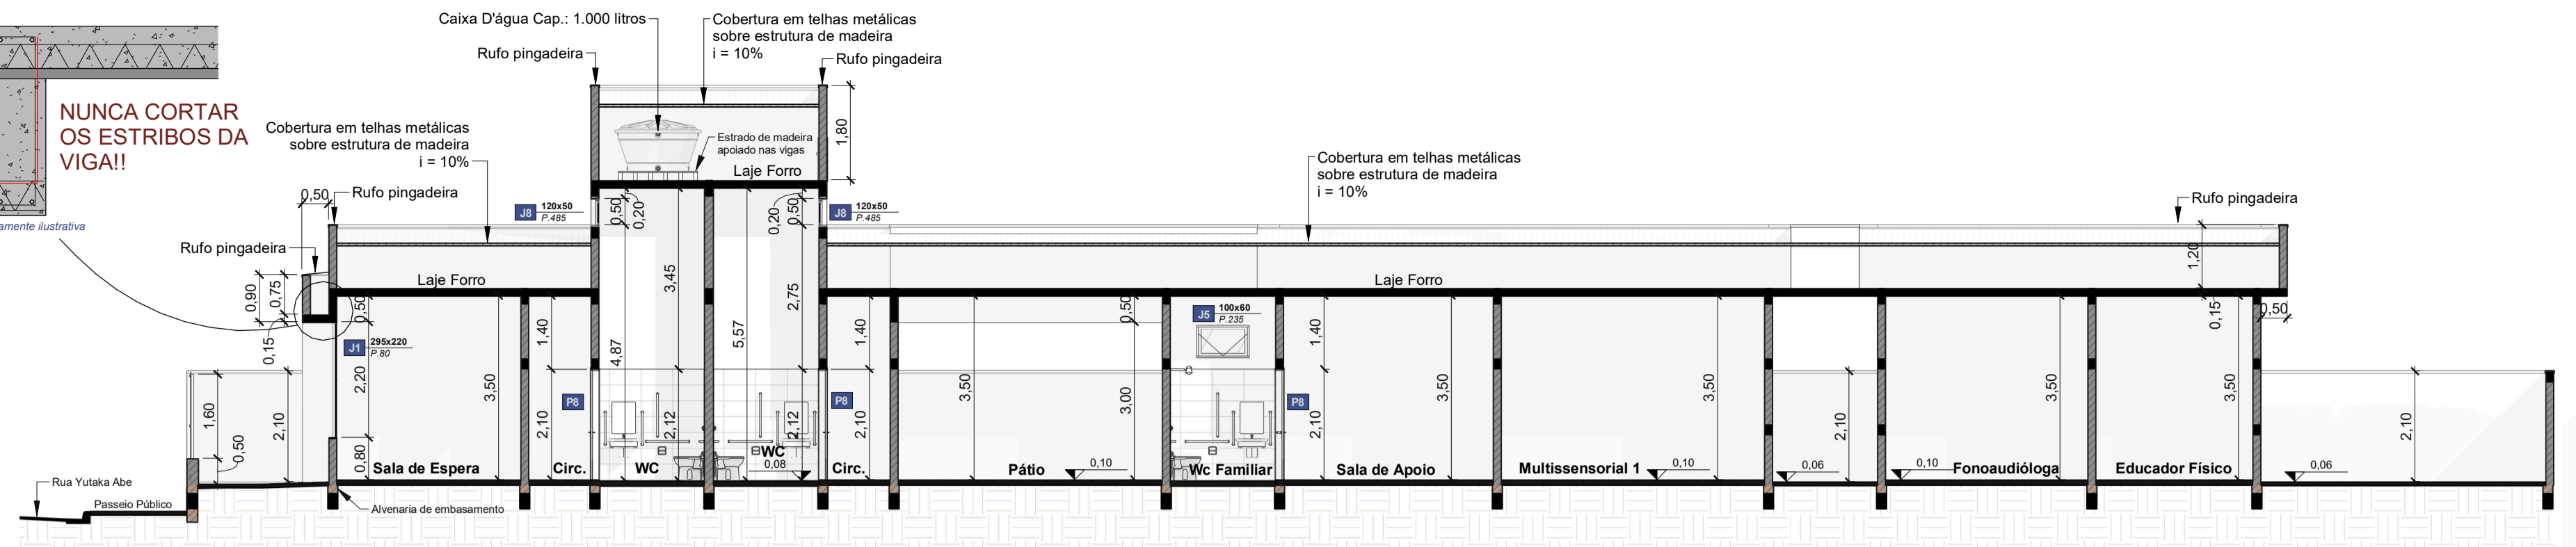 Caixa D'água Cap.: 1.000 litros
Cobertura em telhas metálicas
sobre estrutura de madeira
i = 10%
Rufo pingadeira
Rufo pingadeira
NUNCA CORTAR
OS ESTRIBOS DA
VIGA!!
amente ilustrativa
Cobertura em telhas metálicas
sobre estrutura de madeira
i = 10%
Estrado de madeira
apoiado nas vigas
1,80
Laje Forro
Cobertura em telhas metálicas
sobre estrutura de madeira
i = 10%
0,50
Rufo pingadeira
Rufo pingadeira
J8 120x50
P.485
0,50
0,20
0,20
0,50
J8 120x50
P.485
Rufo pingadeira
1,20
0,90
0,75
0,50
0,15
Laje Forro
3,45
2,75
Laje Forro
0,15
0,50
J1 295x220
P.80
1,40
4,87
5,57
1,40
0,50
J5 100x60
P.235
1,40
1,60
0,50
2,10
2,20
0,80
3,50
2,10
P8
2,12
2,12
P8
2,10
3,50
3,00
P8
2,10
3,50
3,50
2,10
3,50
3,50
2,10
Sala de Espera
Circ.
WC
WC
0,08
Circ.
Pátio
0,10
Wc Familiar
Sala de Apoio
Multissensorial 1
0,10
0,06
0,10
Fonoaudióloga
Educador Físico
0,06
Rua Yutaka Abe
Passeio Público
Alvenaria de embasamento